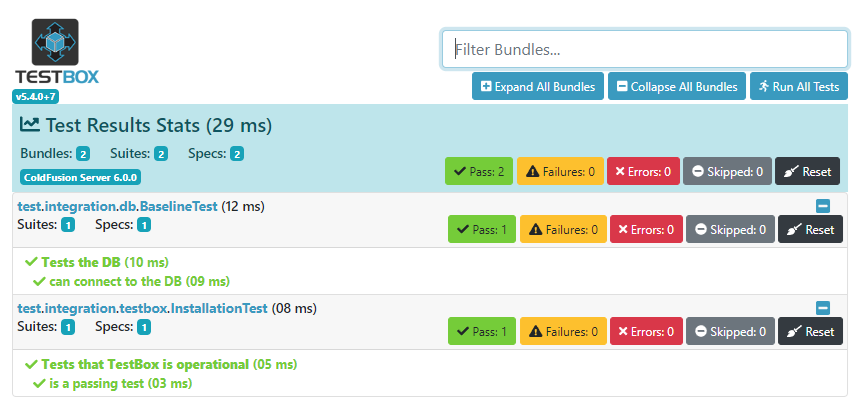 TESTBOX
v5.4.0+7
Filter Bundles...
Expand All Bundles Collapse All Bundles Run All Tests
Test Results Stats (29 ms)
Bundles: 2 Suites: 2 Specs: 2
Pass: 2 Failures: 0 Errors: 0 Skipped: 0 Reset
ColdFusion Server 6.0.0
test.integration.db.BaselineTest (12 ms)
Suites: 1 Specs: 1 Pass: 1 Failures: 0 Errors: 0 Skipped: 0 Reset
Tests the DB (10 ms)
can connect to the DB (09 ms)
test.integration.testbox.InstallationTest (08 ms)
Suites: 1 Specs: 1 Pass: 1 Failures: 0 Errors: 0 Skipped: 0 Reset
Tests that TestBox is operational (05 ms)
is a passing test (03 ms)